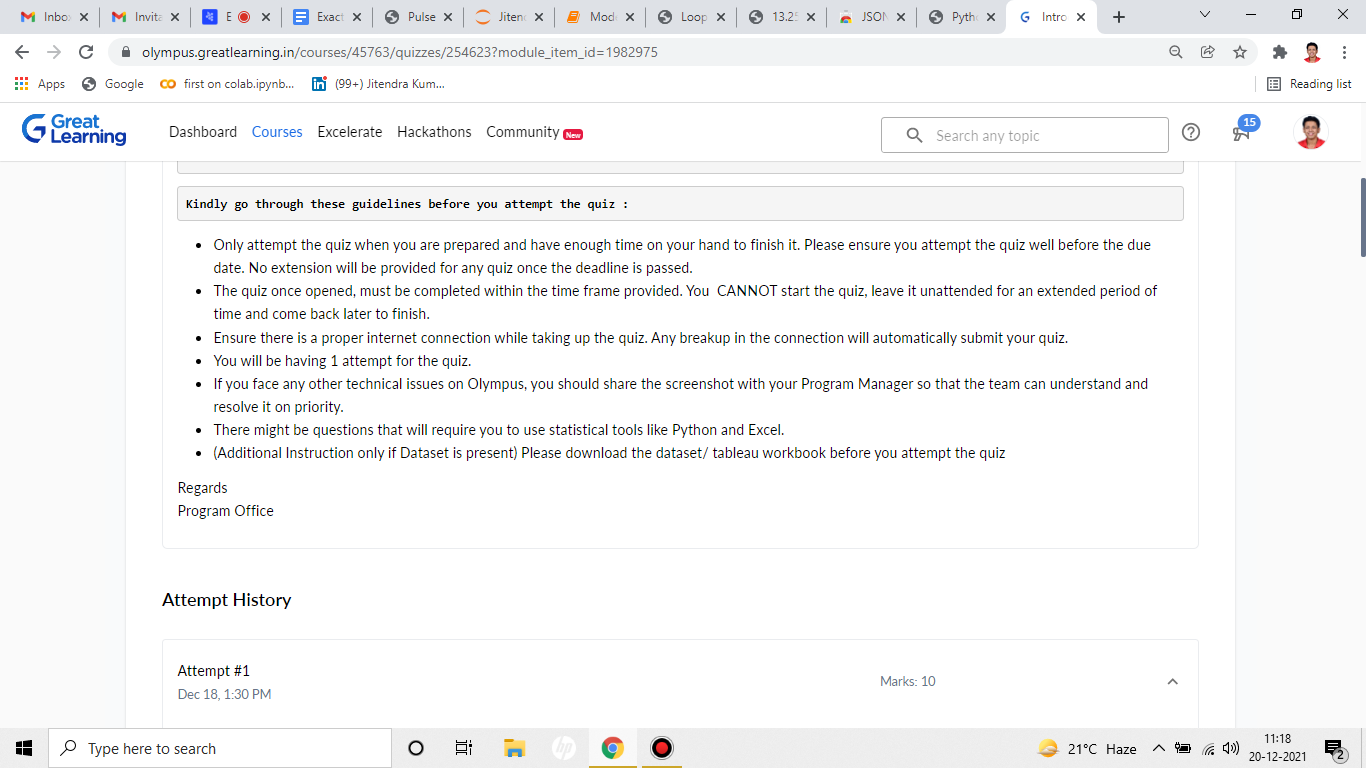 Inbo
Invita
E
Exact
Pulse
Jiten
Mod
Loop
13.25
JSON
Pyth
Intro
olympus.greatlearning.in/courses/45763/quizzes/254623?module_item_id=1982975
Apps
Google
first on colab.ipynb...
(99+) Jitendra Kum...
Reading list
Great
Learning
Dashboard
Courses
Excelerate
Hackathons
Community
New
Search any topic
15
Kindly go through these guidelines before you attempt the quiz :
Only attempt the quiz when you are prepared and have enough time on your hand to finish it. Please ensure you attempt the quiz well before the due
date. No extension will be provided for any quiz once the deadline is passed.
The quiz once opened, must be completed within the time frame provided. You  CANNOT start the quiz, leave it unattended for an extended period of
time and come back later to finish.
Ensure there is a proper internet connection while taking up the quiz. Any breakup in the connection will automatically submit your quiz.
You will be having 1 attempt for the quiz.
If you face any other technical issues on Olympus, you should share the screenshot with your Program Manager so that the team can understand and
resolve it on priority.
There might be questions that will require you to use statistical tools like Python and Excel.
(Additional Instruction only if Dataset is present) Please download the dataset/ tableau workbook before you attempt the quiz
Regards
Program Office
Attempt History
Attempt #1
Dec 18, 1:30 PM
Marks: 10
Type here to search
hp
21°C Haze
11:18
20-12-2021
2